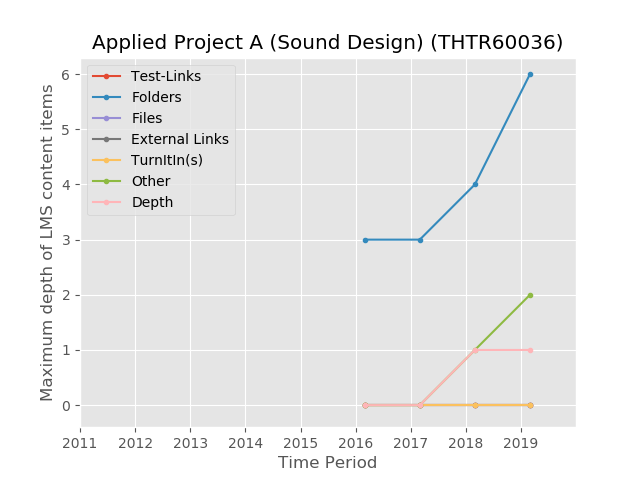 Applied Project A (Sound Design) (THTR60036)
Test-Links
Folders
Files
External Links
TurnItIn(s)
Other
Depth
Maximum depth of LMS content items
6
5
4
3
2
1
0
2011 2012 2013 2014 2015 2016 2017 2018 2019
Time Period